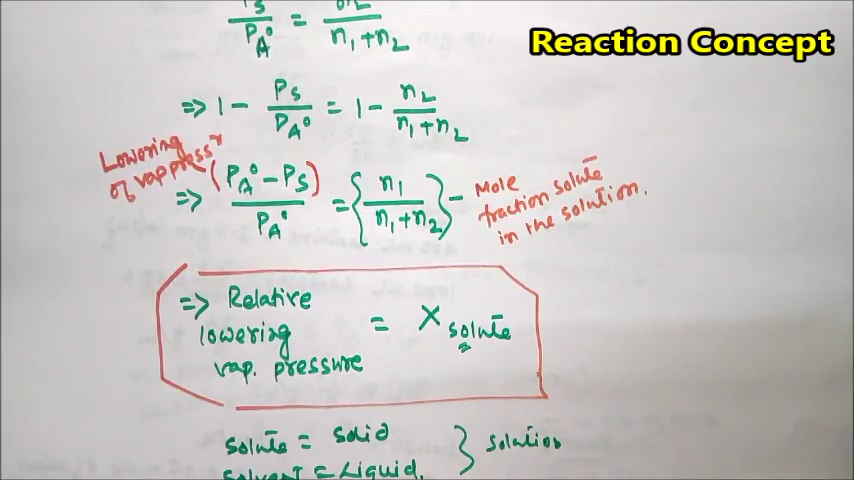 Reaction Concept
Ps / PA° = n2 / n1+n2
=> 1 - Ps / PA° = 1 - n2 / n1+n2
Lowering
of vap pressr
=> (PA° - Ps) / PA° = { n1 / n1+n2 } -
Mole
fraction solute
in the solution.
=> Relative
lowering = X solute
vap. pressure
solute = solid
solvent = Liquid. } solution